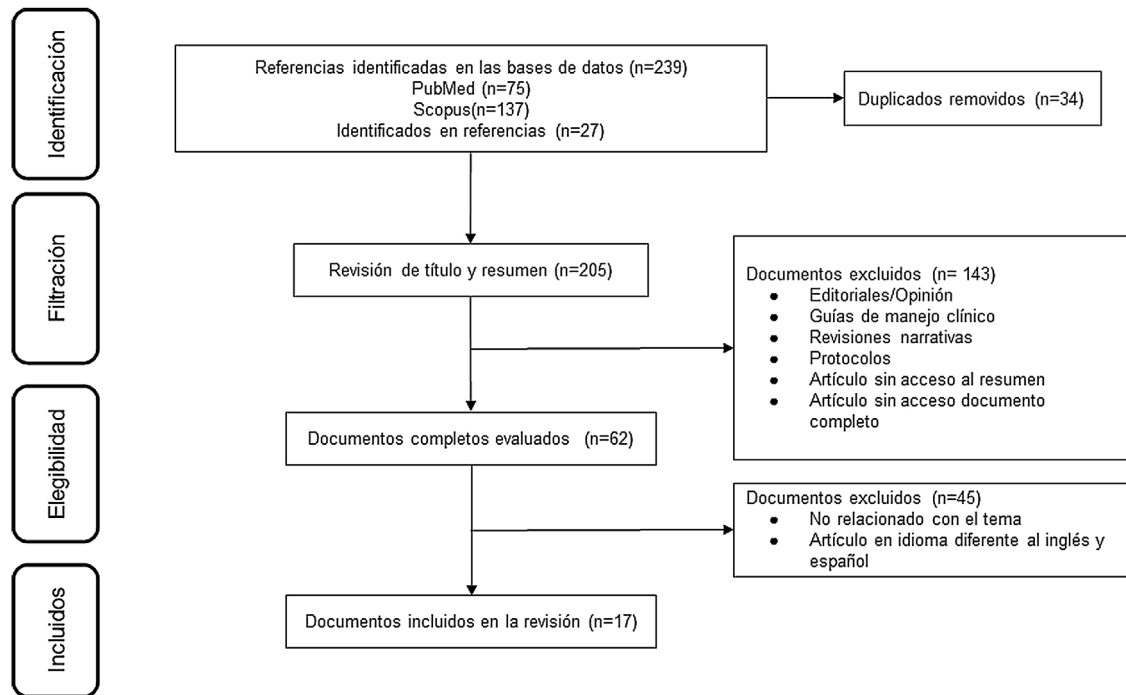 Identificación
Referencias identificadas en las bases de datos (n=239)
PubMed (n=75)
Scopus(n=137)
Identificados en referencias (n=27)
Duplicados removidos (n=34)
Filtración
Revisión de título y resumen (n=205)
Documentos excluidos (n= 143)
● Editoriales/Opinión
● Guías de manejo clínico
● Revisiones narrativas
● Protocolos
● Artículo sin acceso al resumen
● Artículo sin acceso documento
completo
Elegibilidad
Documentos completos evaluados (n=62)
Documentos excluidos (n=45)
● No relacionado con el tema
● Artículo en idioma diferente al inglés y
español
Incluidos
Documentos incluidos en la revisión (n=17)